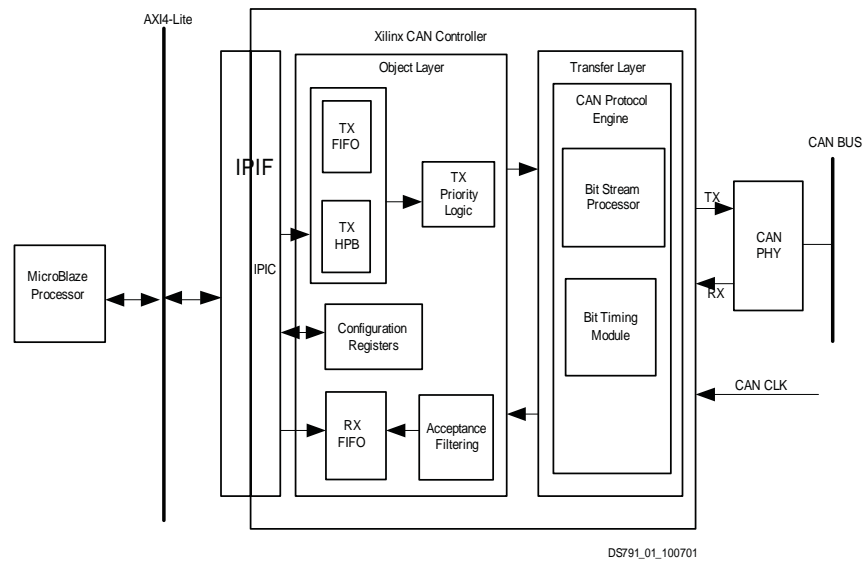 AXI4-Lite
Xilinx CAN Controller
Object Layer
Transfer Layer
TX
FIFO
TX
HPB
TX
Priority
Logic
CAN Protocol
Engine
Bit Stream
Processor
Bit Timing
Module
IPIF
IPIC
MicroBlaze
Processor
Configuration
Registers
RX
FIFO
Acceptance
Filtering
TX
RX
CAN
PHY
CAN BUS
CAN CLK
DS791_01_100701